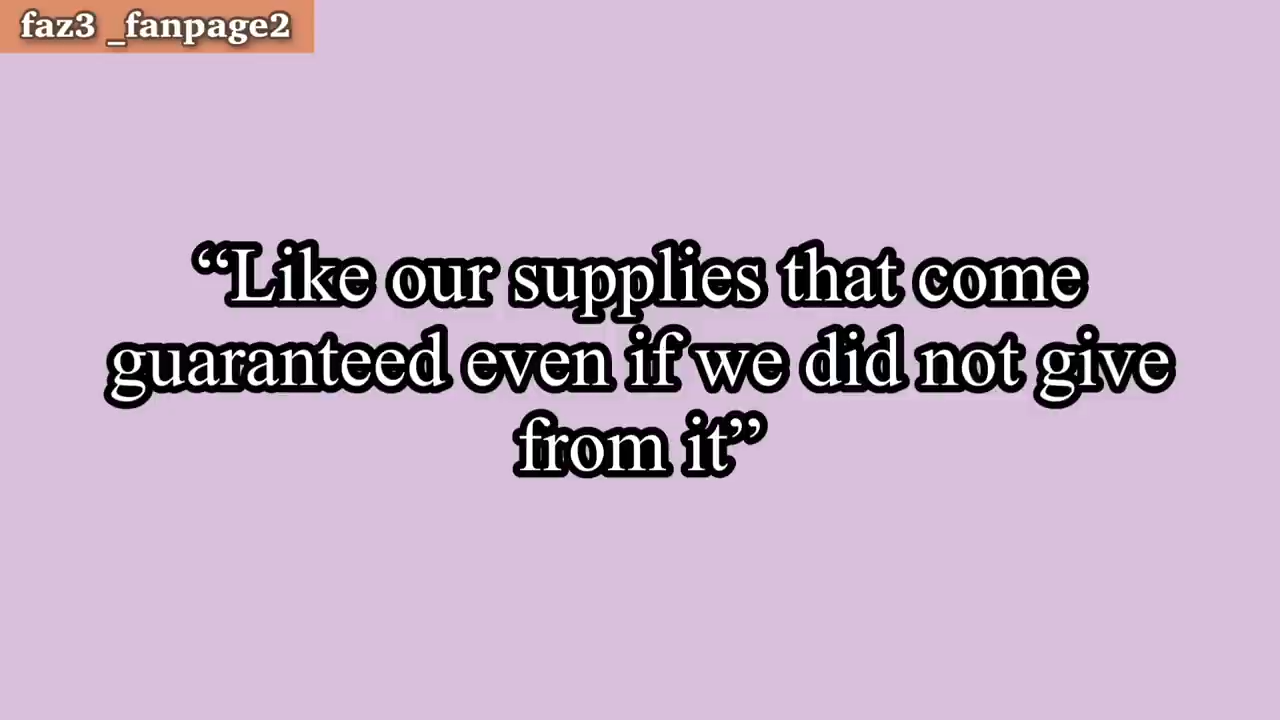 faz3 _fanpage2
“Like our supplies that come
guaranteed even if we did not give
from it”